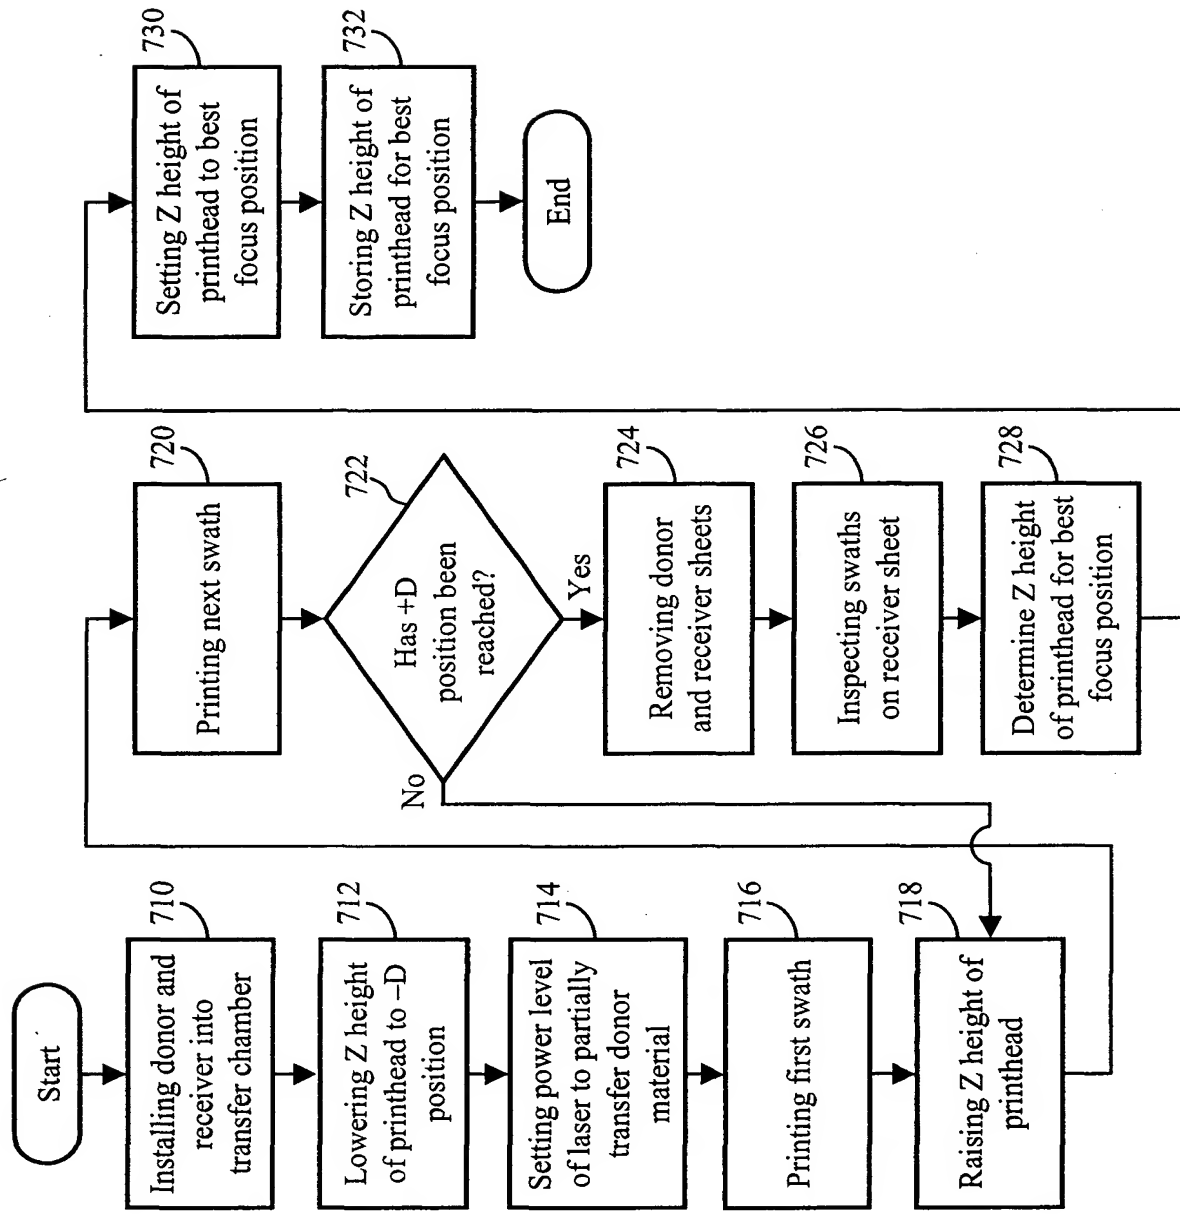 Start
710
Installing donor and
receiver into
transfer chamber
712
Lowering Z height
of printhead to –D
position
714
Setting power level
of laser to partially
transfer donor
material
716
Printing first swath
718
Raising Z height of
printhead
720
Printing next swath
722
Has +D
position been
reached?
No
Yes
724
Removing donor
and receiver sheets
726
Inspecting swaths
on receiver sheet
728
Determine Z height
of printhead for best
focus position
730
Setting Z height of
printhead to best
focus position
732
Storing Z height of
printhead for best
focus position
End